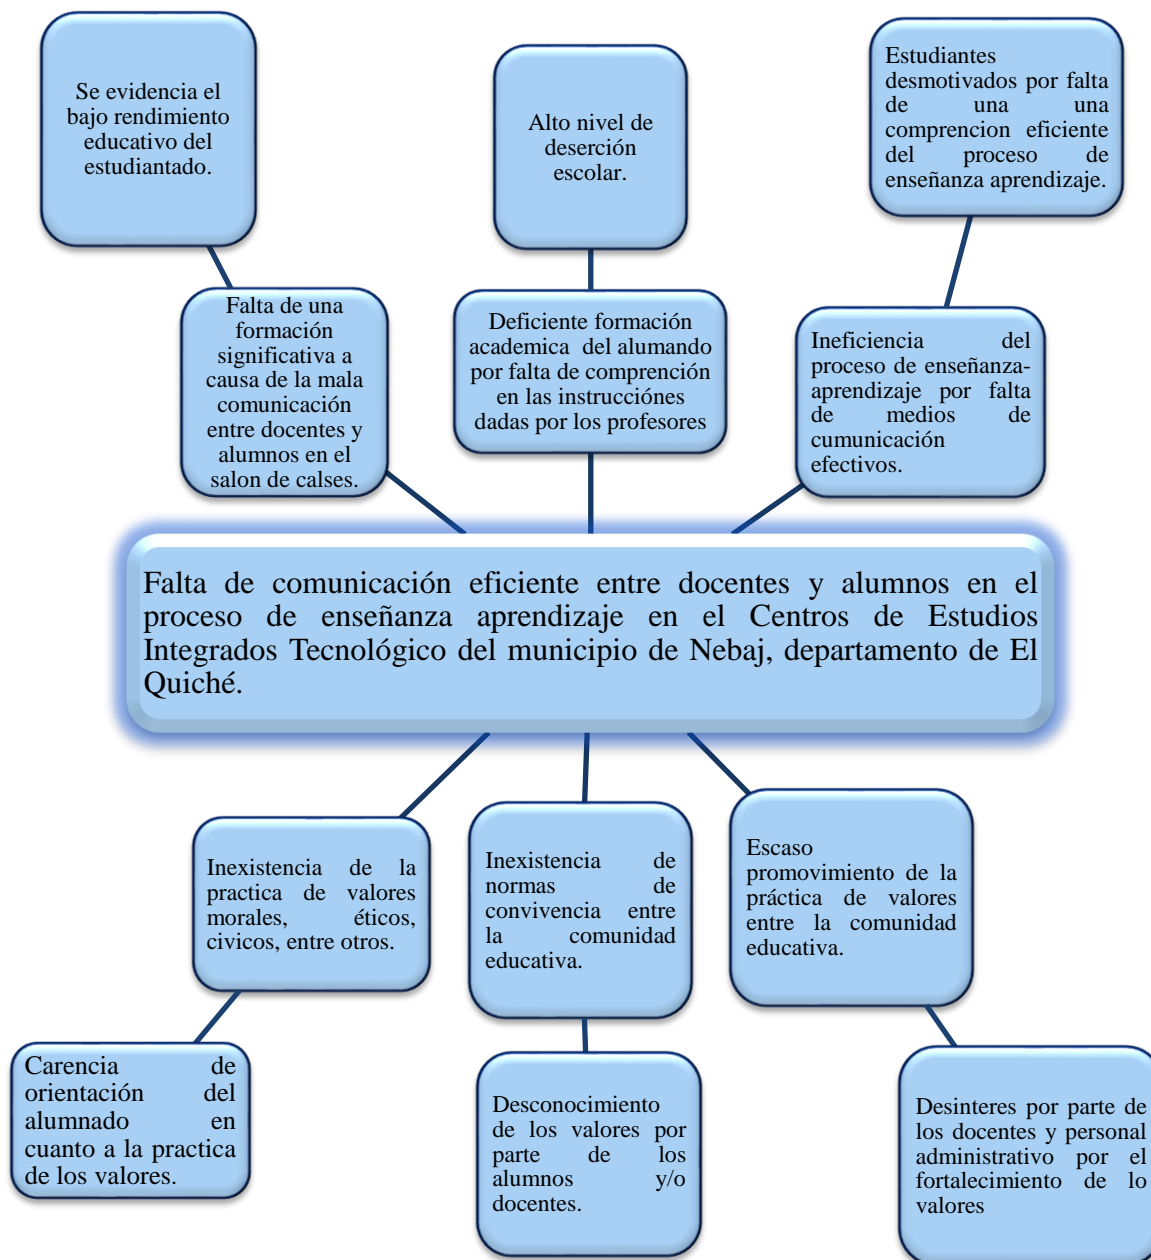 Se evidencia el
bajo rendimiento
educativo del
estudiantado.
Alto nivel de
deserción
escolar.
Estudiantes
desmotivados por falta
de una una
comprencion eficiente
del proceso de
enseñanza aprendizaje.
Falta de una
formación
significativa a
causa de la mala
comunicación
entre docentes y
alumnos en el
salon de calses.
Deficiente formación
academica del alumando
por falta de comprención
en las instrucciónes
dadas por los profesores
Ineficiencia del
proceso de enseñanza-
aprendizaje por falta
de medios de
cumunicación
efectivos.
Falta de comunicación eficiente entre docentes y alumnos en el
proceso de enseñanza aprendizaje en el Centros de Estudios
Integrados Tecnológico del municipio de Nebaj, departamento de El
Quiché.
Inexistencia de la
practica de valores
morales, éticos,
civicos, entre otros.
Inexistencia de
normas de
convivencia entre
la comunidad
educativa.
Escaso
promovimiento de la
práctica de valores
entre la comunidad
educativa.
Carencia de
orientación del
alumnado en
cuanto a la practica
de los valores.
Desconocimiento
de los valores por
parte de los
alumnos y/o
docentes.
Desinteres por parte de
los docentes y personal
administrativo por el
fortalecimiento de lo
valores